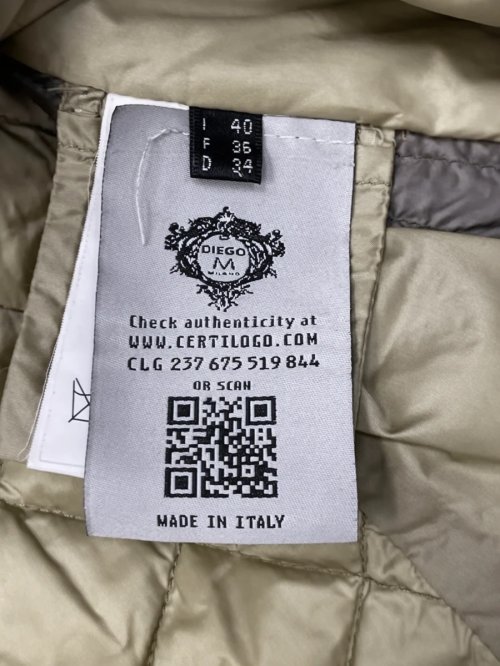 I 40
F 36
D 34
DIEGO
M
MILANO
Check authenticity at
WWW.CERTILOGO.COM
CLG 237 675 519 844
OR SCAN
MADE IN ITALY